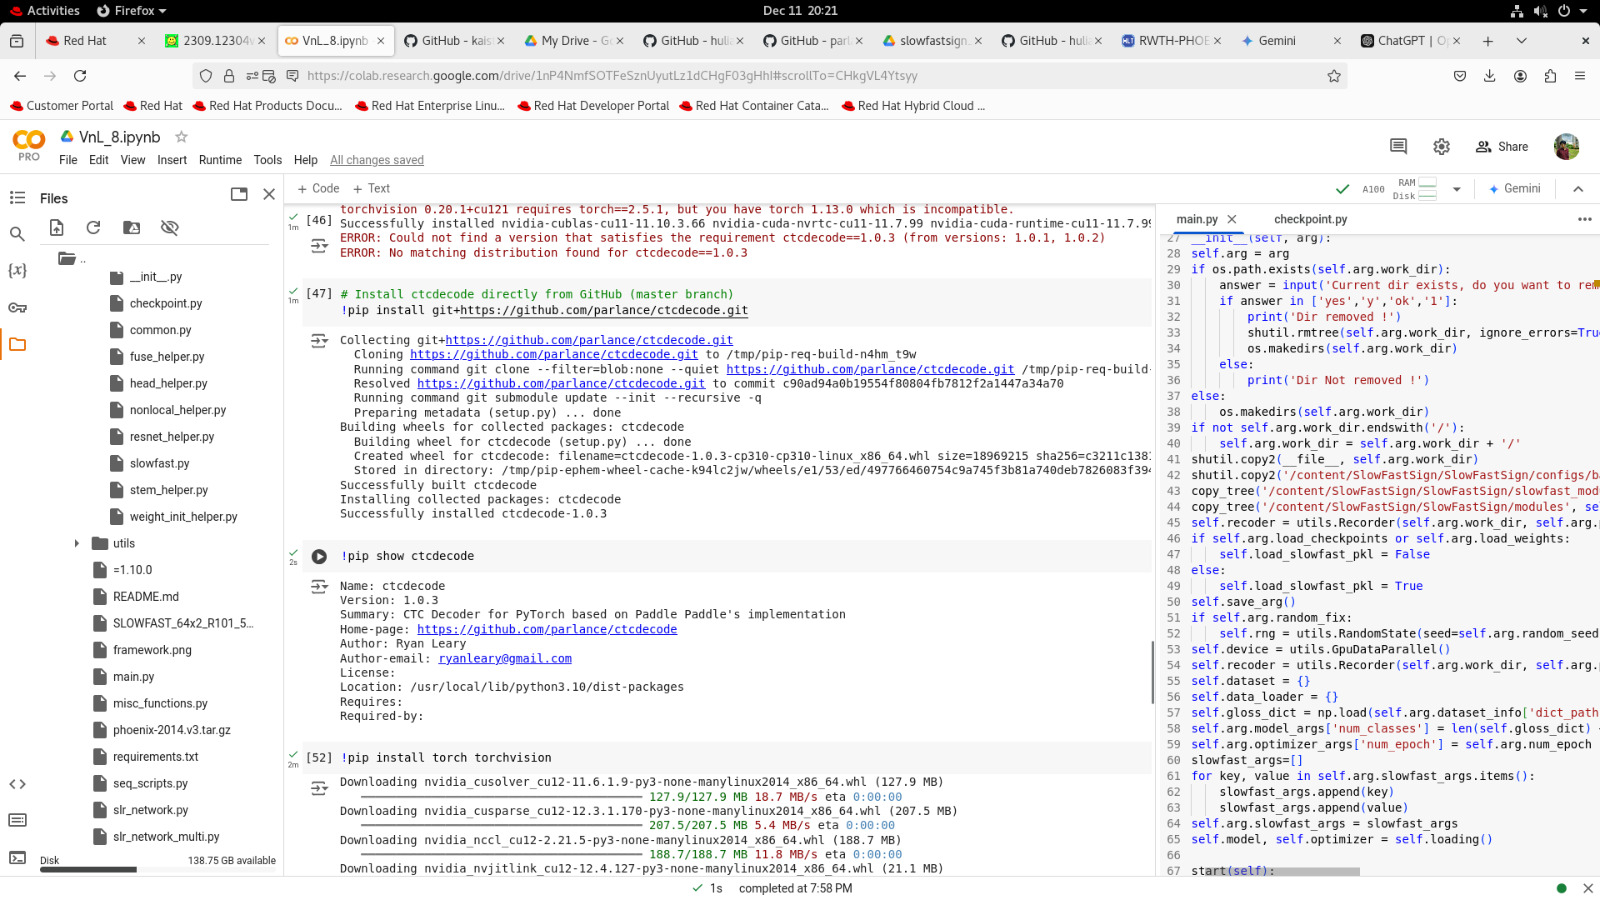 Activities
Firefox
Dec 11 20:21
Red Hat
2309.12304v
VnL_8.ipynb
GitHub - kais
My Drive - Go
GitHub - hulia
GitHub - parl
slowfastsign.
GitHub - hulia
RWTH-PHOE
Gemini
ChatGPT | Op
https://colab.research.google.com/drive/1nP4NmfSOTFeSznUyutLz1dCHgF03gHhI#scrollTo=CHkgVL4Ytsyy
Customer Portal
Red Hat
Red Hat Products Docu...
Red Hat Enterprise Linu...
Red Hat Developer Portal
Red Hat Container Cata...
Red Hat Hybrid Cloud ...
PRO
VnL_8.ipynb
File Edit View Insert Runtime Tools Help All changes saved
Share
Files
+ Code + Text
A100 RAM Disk
Gemini
..
__init__.py
checkpoint.py
common.py
fuse_helper.py
head_helper.py
nonlocal_helper.py
resnet_helper.py
slowfast.py
stem_helper.py
weight_init_helper.py
utils
=1.10.0
README.md
SLOWFAST_64x2_R101_5...
framework.png
main.py
misc_functions.py
phoenix-2014.v3.tar.gz
requirements.txt
seq_scripts.py
slr_network.py
slr_network_multi.py
Disk 138.75 GB available
torchvision 0.20.1+cu121 requires torch==2.5.1, but you have torch 1.13.0 which is incompatible.
[46] 1m
Successfully installed nvidia-cublas-cu11-11.10.3.66 nvidia-cuda-nvrtc-cu11-11.7.99 nvidia-cuda-runtime-cu11-11.7.99
ERROR: Could not find a version that satisfies the requirement ctcdecode==1.0.3 (from versions: 1.0.1, 1.0.2)
ERROR: No matching distribution found for ctcdecode==1.0.3
[47] 1m
# Install ctcdecode directly from GitHub (master branch)
!pip install git+https://github.com/parlance/ctcdecode.git
Collecting git+https://github.com/parlance/ctcdecode.git
Cloning https://github.com/parlance/ctcdecode.git to /tmp/pip-req-build-n4hm_t9w
Running command git clone --filter=blob:none --quiet https://github.com/parlance/ctcdecode.git /tmp/pip-req-build-
Resolved https://github.com/parlance/ctcdecode.git to commit c90ad94a0b19554f80804fb7812f2a1447a34a70
Running command git submodule update --init --recursive -q
Preparing metadata (setup.py) ... done
Building wheels for collected packages: ctcdecode
Building wheel for ctcdecode (setup.py) ... done
Created wheel for ctcdecode: filename=ctcdecode-1.0.3-cp310-cp310-linux_x86_64.whl size=18969215 sha256=c3211c1381
Stored in directory: /tmp/pip-ephem-wheel-cache-k94lc2jw/wheels/e1/53/ed/497766460754c9a745f3b81a740deb7826083f394
Successfully built ctcdecode
Installing collected packages: ctcdecode
Successfully installed ctcdecode-1.0.3
2s
!pip show ctcdecode
Name: ctcdecode
Version: 1.0.3
Summary: CTC Decoder for PyTorch based on Paddle Paddle's implementation
Home-page: https://github.com/parlance/ctcdecode
Author: Ryan Leary
Author-email: ryanleary@gmail.com
License:
Location: /usr/local/lib/python3.10/dist-packages
Requires:
Required-by:
[52] 2m
!pip install torch torchvision
Downloading nvidia_cusolver_cu12-11.6.1.9-py3-none-manylinux2014_x86_64.whl (127.9 MB)
127.9/127.9 MB 18.7 MB/s eta 0:00:00
Downloading nvidia_cusparse_cu12-12.3.1.170-py3-none-manylinux2014_x86_64.whl (207.5 MB)
207.5/207.5 MB 5.4 MB/s eta 0:00:00
Downloading nvidia_nccl_cu12-2.21.5-py3-none-manylinux2014_x86_64.whl (188.7 MB)
188.7/188.7 MB 11.8 MB/s eta 0:00:00
Downloading nvidia_nvjitlink_cu12-12.4.127-py3-none-manylinux2014_x86_64.whl (21.1 MB)
main.py
checkpoint.py
27 __init__(self, arg):
28 self.arg = arg
29 if os.path.exists(self.arg.work_dir):
30 answer = input('Current dir exists, do you want to rem
31 if answer in ['yes','y','ok','1']:
32 print('Dir removed !')
33 shutil.rmtree(self.arg.work_dir, ignore_errors=True
34 os.makedirs(self.arg.work_dir)
35 else:
36 print('Dir Not removed !')
37 else:
38 os.makedirs(self.arg.work_dir)
39 if not self.arg.work_dir.endswith('/'):
40 self.arg.work_dir = self.arg.work_dir + '/'
41 shutil.copy2(__file__, self.arg.work_dir)
42 shutil.copy2('/content/SlowFastSign/SlowFastSign/configs/ba
43 copy_tree('/content/SlowFastSign/SlowFastSign/slowfast_mod
44 copy_tree('/content/SlowFastSign/SlowFastSign/modules', se
45 self.recoder = utils.Recorder(self.arg.work_dir, self.arg.p
46 if self.arg.load_checkpoints or self.arg.load_weights:
47 self.load_slowfast_pkl = False
48 else:
49 self.load_slowfast_pkl = True
50 self.save_arg()
51 if self.arg.random_fix:
52 self.rng = utils.RandomState(seed=self.arg.random_seed
53 self.device = utils.GpuDataParallel()
54 self.recoder = utils.Recorder(self.arg.work_dir, self.arg.p
55 self.dataset = {}
56 self.data_loader = {}
57 self.gloss_dict = np.load(self.arg.dataset_info['dict_path
58 self.arg.model_args['num_classes'] = len(self.gloss_dict) +
59 self.arg.optimizer_args['num_epoch'] = self.arg.num_epoch
60 slowfast_args=[]
61 for key, value in self.arg.slowfast_args.items():
62 slowfast_args.append(key)
63 slowfast_args.append(value)
64 self.arg.slowfast_args = slowfast_args
65 self.model, self.optimizer = self.loading()
66
67 start(self):
1s completed at 7:58 PM